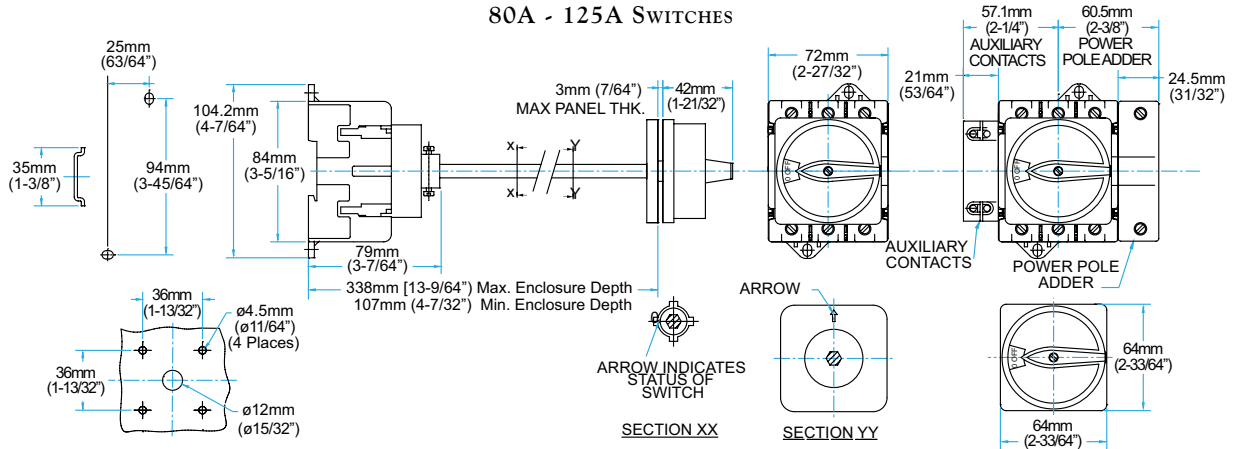 80A - 125A SWITCHES
25mm
(63/64”)
104.2mm
(4-7/64”)
35mm
(1-3/8”)
94mm
(3-45/64”)
84mm
(3-5/16”)
3mm (7/64”)
MAX PANEL THK.
42mm
(1-21/32”)
X
X
Y
Y
79mm
(3-7/64”)
338mm [13-9/64”) Max. Enclosure Depth
107mm (4-7/32”) Min. Enclosure Depth
72mm
(2-27/32”)
O OFF
57.1mm
(2-1/4”)
AUXILIARY
CONTACTS
60.5mm
(2-3/8”)
POWER
POLE ADDER
21mm
(53/64”)
24.5mm
(31/32”)
O OFF
AUXILIARY
CONTACTS
POWER POLE
ADDER
36mm
(1-13/32”)
ø4.5mm
(ø11/64”)
(4 Places)
36mm
(1-13/32”)
ø12mm
(ø15/32”)
ARROW INDICATES
STATUS OF
SWITCH
SECTION XX
ARROW
SECTION YY
O OFF
64mm
(2-33/64”)
64mm
(2-33/64”)